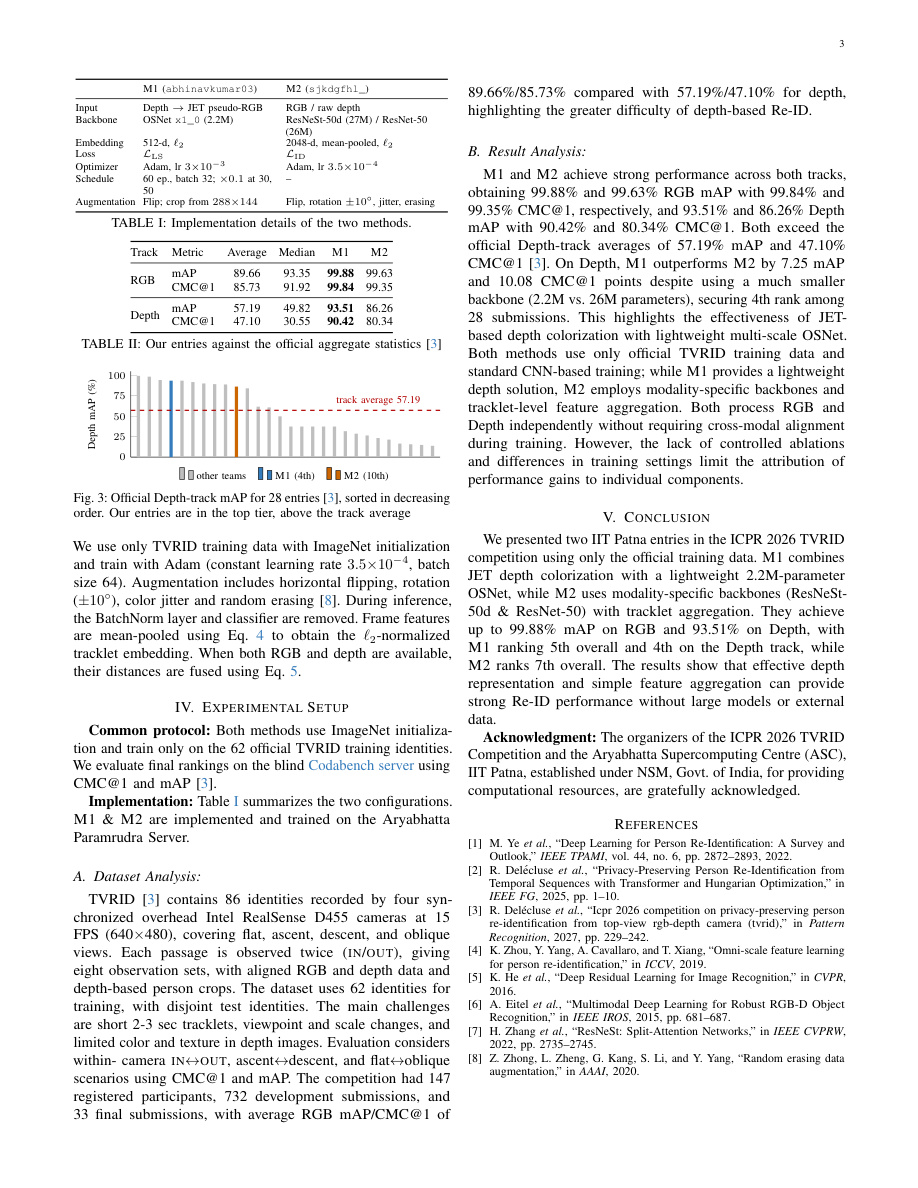 3
M1 (abhinavkumar03) M2 (sjkdgfhl_)
Input Depth → JET pseudo-RGB RGB / raw depth
Backbone OSNet x1_0 (2.2M) ResNeSt-50d (27M) / ResNet-50
(26M)
Embedding 512-d, ℓ2 2048-d, mean-pooled, ℓ2
Loss ℒLS ℒID
Optimizer Adam, lr 3×10−3 Adam, lr 3.5×10−4
Schedule 60 ep., batch 32; ×0.1 at 30, –
50
Augmentation Flip; crop from 288×144 Flip, rotation ±10°, jitter, erasing
TABLE I: Implementation details of the two methods.
Track Metric Average Median M1 M2
RGB mAP 89.66 93.35 99.88 99.63
CMC@1 85.73 91.92 99.84 99.35
Depth mAP 57.19 49.82 93.51 86.26
CMC@1 47.10 30.55 90.42 80.34
TABLE II: Our entries against the official aggregate statistics [3]
Depth mAP (%)
100
75
50
25
0
track average 57.19
other teams M1 (4th) M2 (10th)
Fig. 3: Official Depth-track mAP for 28 entries [3], sorted in decreasing
order. Our entries are in the top tier, above the track average
We use only TVRID training data with ImageNet initialization
and train with Adam (constant learning rate 3.5×10−4, batch
size 64). Augmentation includes horizontal flipping, rotation
(±10°), color jitter and random erasing [8]. During inference,
the BatchNorm layer and classifier are removed. Frame features
are mean-pooled using Eq. 4 to obtain the ℓ2-normalized
tracklet embedding. When both RGB and depth are available,
their distances are fused using Eq. 5.
IV. EXPERIMENTAL SETUP
Common protocol: Both methods use ImageNet initializa-
tion and train only on the 62 official TVRID training identities.
We evaluate final rankings on the blind Codabench server using
CMC@1 and mAP [3].
Implementation: Table I summarizes the two configurations.
M1 & M2 are implemented and trained on the Aryabhatta
Paramrudra Server.
A. Dataset Analysis:
TVRID [3] contains 86 identities recorded by four syn-
chronized overhead Intel RealSense D455 cameras at 15
FPS (640×480), covering flat, ascent, descent, and oblique
views. Each passage is observed twice (IN/OUT), giving
eight observation sets, with aligned RGB and depth data and
depth-based person crops. The dataset uses 62 identities for
training, with disjoint test identities. The main challenges
are short 2-3 sec tracklets, viewpoint and scale changes, and
limited color and texture in depth images. Evaluation considers
within- camera IN↔OUT, ascent↔descent, and flat↔oblique
scenarios using CMC@1 and mAP. The competition had 147
registered participants, 732 development submissions, and
33 final submissions, with average RGB mAP/CMC@1 of
89.66%/85.73% compared with 57.19%/47.10% for depth,
highlighting the greater difficulty of depth-based Re-ID.
B. Result Analysis:
M1 and M2 achieve strong performance across both tracks,
obtaining 99.88% and 99.63% RGB mAP with 99.84% and
99.35% CMC@1, respectively, and 93.51% and 86.26% Depth
mAP with 90.42% and 80.34% CMC@1. Both exceed the
official Depth-track averages of 57.19% mAP and 47.10%
CMC@1 [3]. On Depth, M1 outperforms M2 by 7.25 mAP
and 10.08 CMC@1 points despite using a much smaller
backbone (2.2M vs. 26M parameters), securing 4th rank among
28 submissions. This highlights the effectiveness of JET-
based depth colorization with lightweight multi-scale OSNet.
Both methods use only official TVRID training data and
standard CNN-based training; while M1 provides a lightweight
depth solution, M2 employs modality-specific backbones and
tracklet-level feature aggregation. Both process RGB and
Depth independently without requiring cross-modal alignment
during training. However, the lack of controlled ablations
and differences in training settings limit the attribution of
performance gains to individual components.
V. CONCLUSION
We presented two IIT Patna entries in the ICPR 2026 TVRID
competition using only the official training data. M1 combines
JET depth colorization with a lightweight 2.2M-parameter
OSNet, while M2 uses modality-specific backbones (ResNeSt-
50d & ResNet-50) with tracklet aggregation. They achieve
up to 99.88% mAP on RGB and 93.51% on Depth, with
M1 ranking 5th overall and 4th on the Depth track, while
M2 ranks 7th overall. The results show that effective depth
representation and simple feature aggregation can provide
strong Re-ID performance without large models or external
data.
Acknowledgment: The organizers of the ICPR 2026 TVRID
Competition and the Aryabhatta Supercomputing Centre (ASC),
IIT Patna, established under NSM, Govt. of India, for providing
computational resources, are gratefully acknowledged.
REFERENCES
[1] M. Ye et al., “Deep Learning for Person Re-Identification: A Survey and
Outlook,” IEEE TPAMI, vol. 44, no. 6, pp. 2872–2893, 2022.
[2] R. Delécluse et al., “Privacy-Preserving Person Re-Identification from
Temporal Sequences with Transformer and Hungarian Optimization,” in
IEEE FG, 2025, pp. 1–10.
[3] R. Delécluse et al., “Icpr 2026 competition on privacy-preserving person
re-identification from top-view rgb-depth camera (tvrid),” in Pattern
Recognition, 2027, pp. 229–242.
[4] K. Zhou, Y. Yang, A. Cavallaro, and T. Xiang, “Omni-scale feature learning
for person re-identification,” in ICCV, 2019.
[5] K. He et al., “Deep Residual Learning for Image Recognition,” in CVPR,
2016.
[6] A. Eitel et al., “Multimodal Deep Learning for Robust RGB-D Object
Recognition,” in IEEE IROS, 2015, pp. 681–687.
[7] H. Zhang et al., “ResNeSt: Split-Attention Networks,” in IEEE CVPRW,
2022, pp. 2735–2745.
[8] Z. Zhong, L. Zheng, G. Kang, S. Li, and Y. Yang, “Random erasing data
augmentation,” in AAAI, 2020.